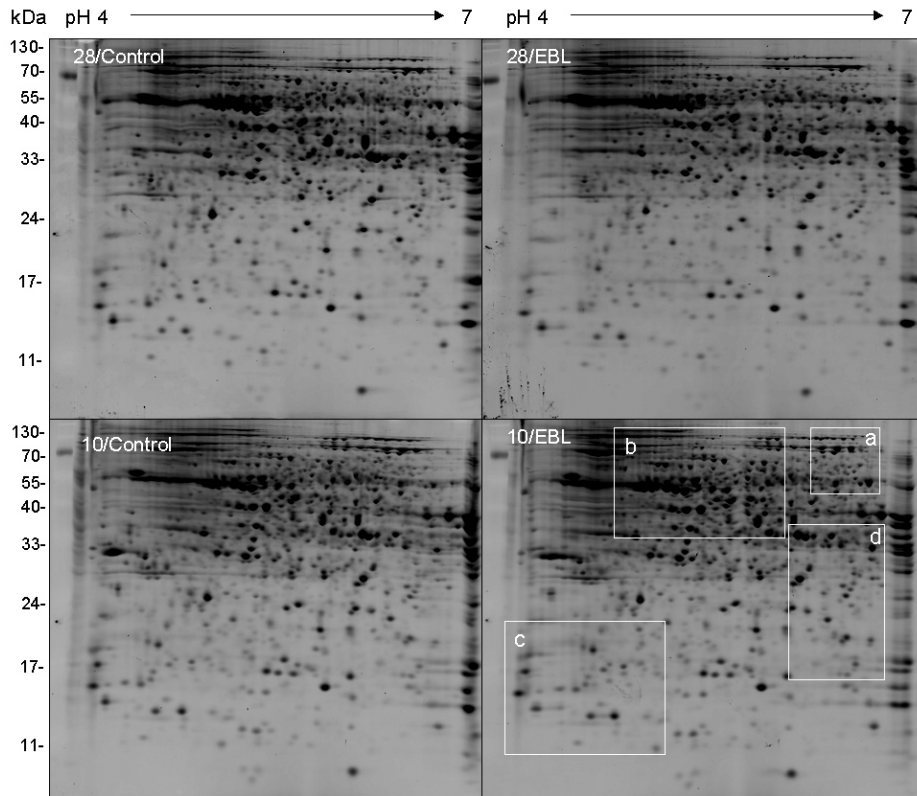 kDa pH 4 7 pH 4 7
28/Control 28/EBL
130-
70-
55-
40-
33-
24-
17-
11-
10/Control 10/EBL
130-
70-
55-
40-
33-
24-
17-
11-
a
b
d
c